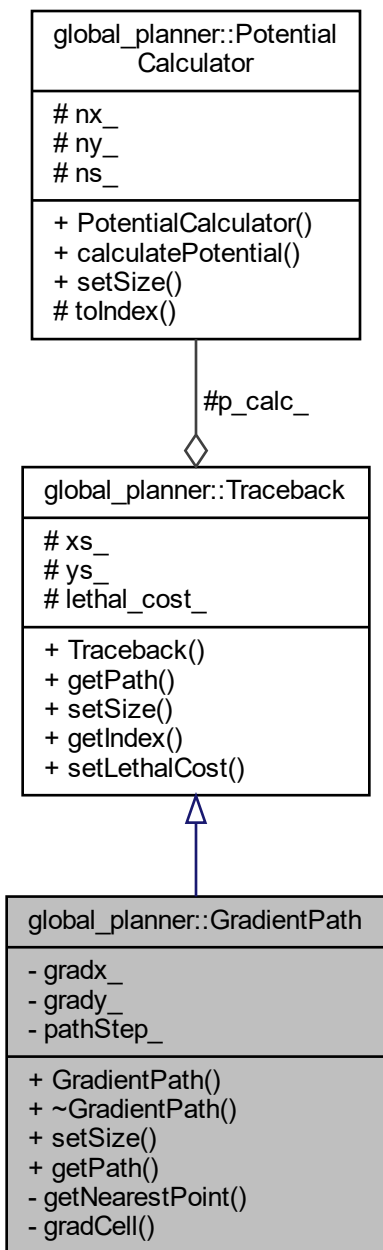 global_planner::Potential
Calculator
# nx_
# ny_
# ns_
+ PotentialCalculator()
+ calculatePotential()
+ setSize()
# toIndex()
#p_calc_
global_planner::Traceback
# xs_
# ys_
# lethal_cost_
+ Traceback()
+ getPath()
+ setSize()
+ getIndex()
+ setLethalCost()
global_planner::GradientPath
- gradx_
- grady_
- pathStep_
+ GradientPath()
+ ~GradientPath()
+ setSize()
+ getPath()
- getNearestPoint()
- gradCell()